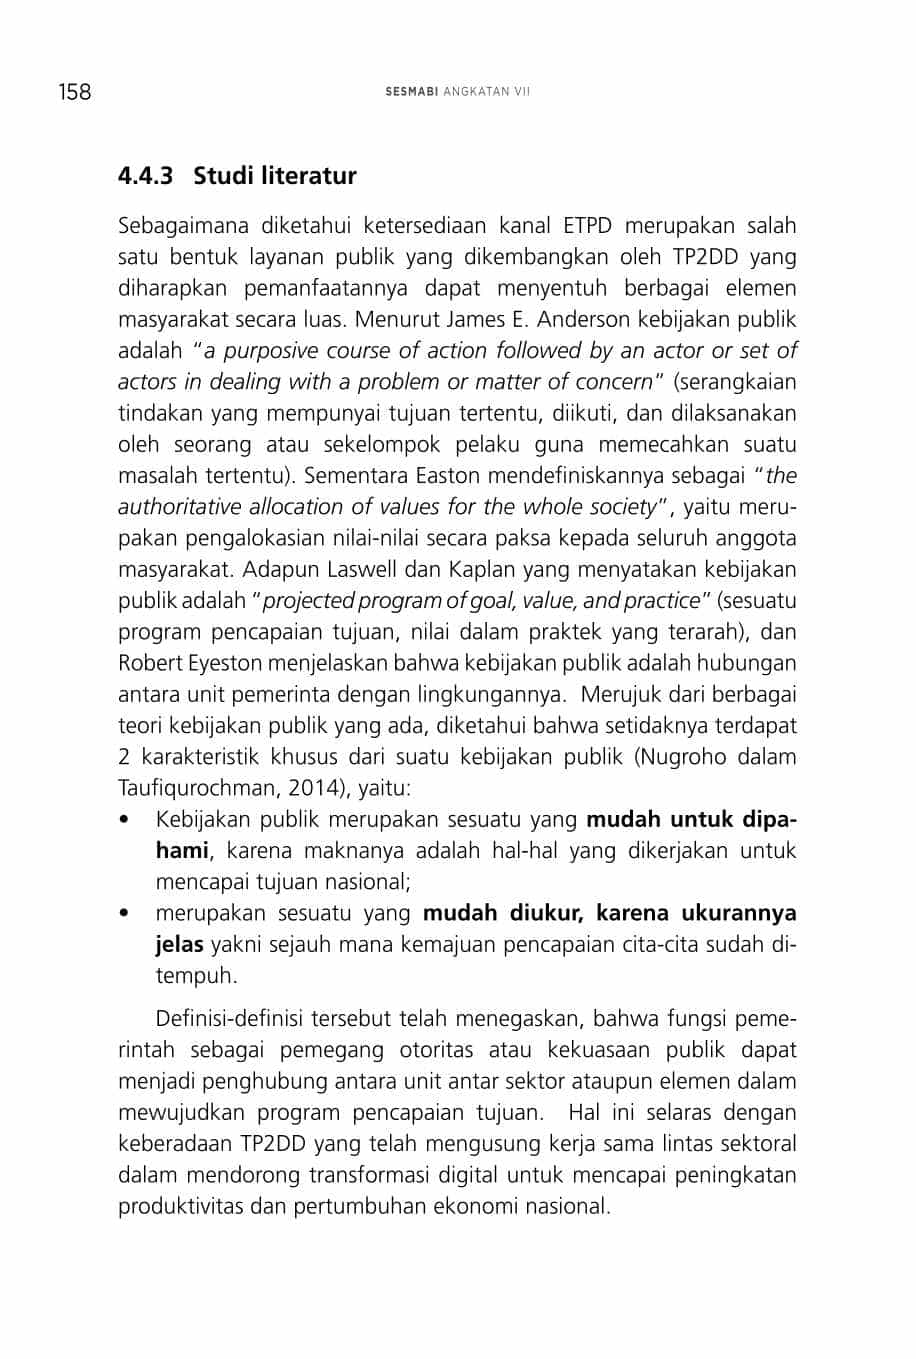 158
SESMABI ANGKATAN VII
4.4.3 Studi literatur
Sebagaimana diketahui ketersediaan kanal ETPD merupakan salah
satu bentuk layanan publik yang dikembangkan oleh TP2DD yang
diharapkan pemanfaatannya dapat menyentuh berbagai elemen
masyarakat secara luas. Menurut James E. Anderson kebijakan publik
adalah “a purposive course of action followed by an actor or set of
actors in dealing with a problem or matter of concern” (serangkaian
tindakan yang mempunyai tujuan tertentu, diikuti, dan dilaksanakan
oleh seorang atau sekelompok pelaku guna memecahkan suatu
masalah tertentu). Sementara Easton mendefiniskannya sebagai “the
authoritative allocation of values for the whole society”, yaitu meru-
pakan pengalokasian nilai-nilai secara paksa kepada seluruh anggota
masyarakat. Adapun Laswell dan Kaplan yang menyatakan kebijakan
publik adalah “projected program of goal, value, and practice” (sesuatu
program pencapaian tujuan, nilai dalam praktek yang terarah), dan
Robert Eyeston menjelaskan bahwa kebijakan publik adalah hubungan
antara unit pemerinta dengan lingkungannya. Merujuk dari berbagai
teori kebijakan publik yang ada, diketahui bahwa setidaknya terdapat
2 karakteristik khusus dari suatu kebijakan publik (Nugroho dalam
Taufiqurochman, 2014), yaitu:
• Kebijakan publik merupakan sesuatu yang mudah untuk dipa-
hami, karena maknanya adalah hal-hal yang dikerjakan untuk
mencapai tujuan nasional;
• merupakan sesuatu yang mudah diukur, karena ukurannya
jelas yakni sejauh mana kemajuan pencapaian cita-cita sudah di-
tempuh.
Definisi-definisi tersebut telah menegaskan, bahwa fungsi peme-
rintah sebagai pemegang otoritas atau kekuasaan publik dapat
menjadi penghubung antara unit antar sektor ataupun elemen dalam
mewujudkan program pencapaian tujuan. Hal ini selaras dengan
keberadaan TP2DD yang telah mengusung kerja sama lintas sektoral
dalam mendorong transformasi digital untuk mencapai peningkatan
produktivitas dan pertumbuhan ekonomi nasional.